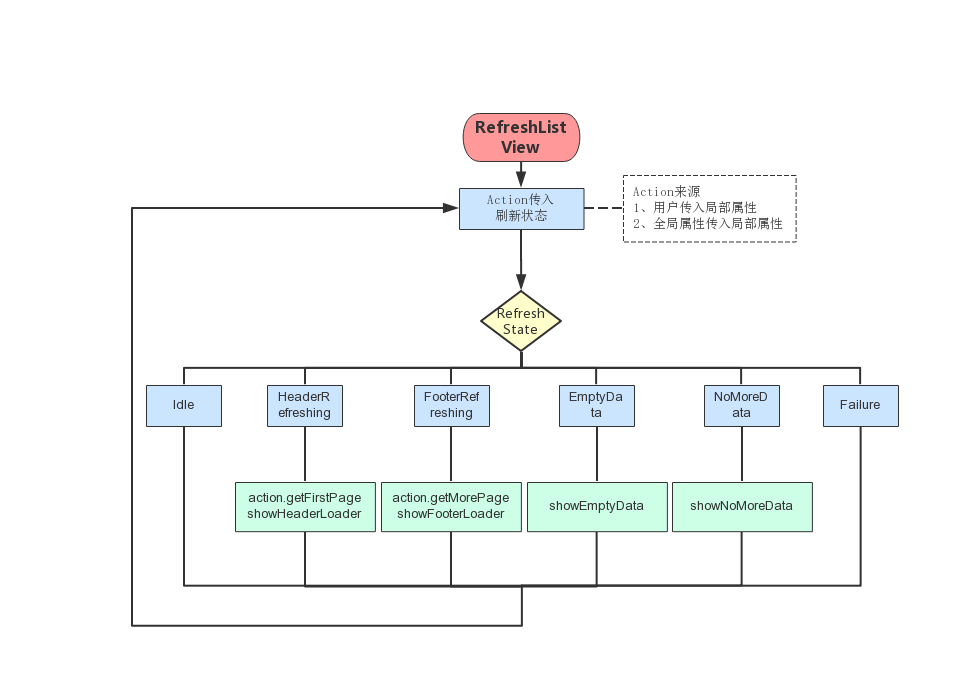 RefreshList
View
Action传入
刷新状态
Action来源
1、用户传入局部属性
2、全局属性传入局部属性
Refresh
State
Idle
HeaderR
efreshing
FooterRef
reshing
EmptyDa
ta
NoMoreD
ata
Failure
action.getFirstPage
showHeaderLoader
action.getMorePage
showFooterLoader
showEmptyData
showNoMoreData